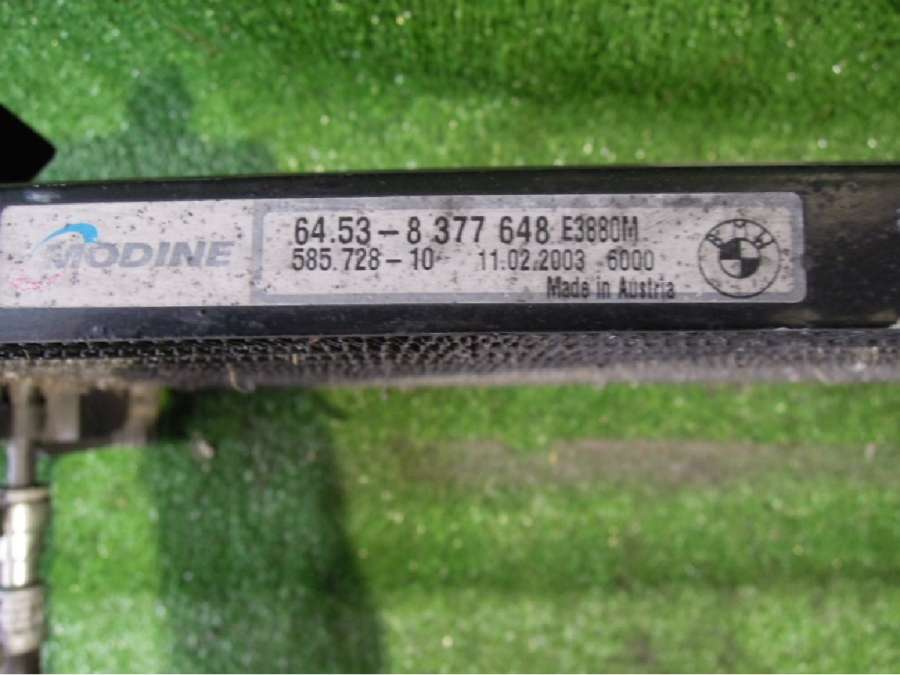 MODINE
64.53-8 377 648 E3880M
585.728-10 11.02.2003 6000
Made in Austria
BMW